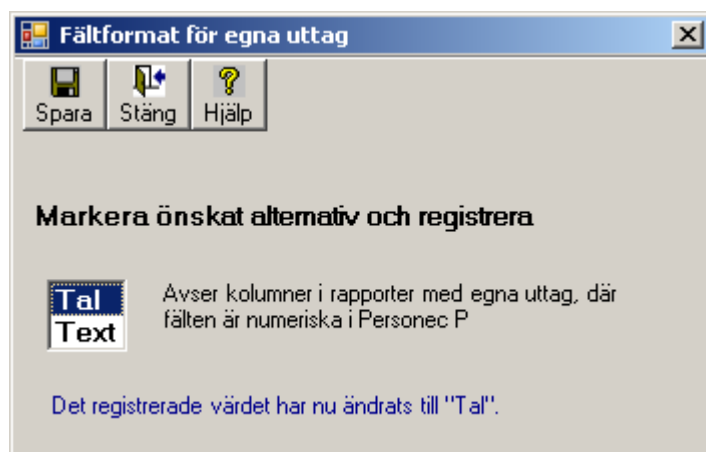 Fältformat för egna uttag
Spara Stäng Hjälp
Markera önskat alternativ och registrera
Tal
Text
Avser kolumner i rapporter med egna uttag, där
fälten är numeriska i Personec P
Det registrerade värdet har nu ändrats till "Tal".